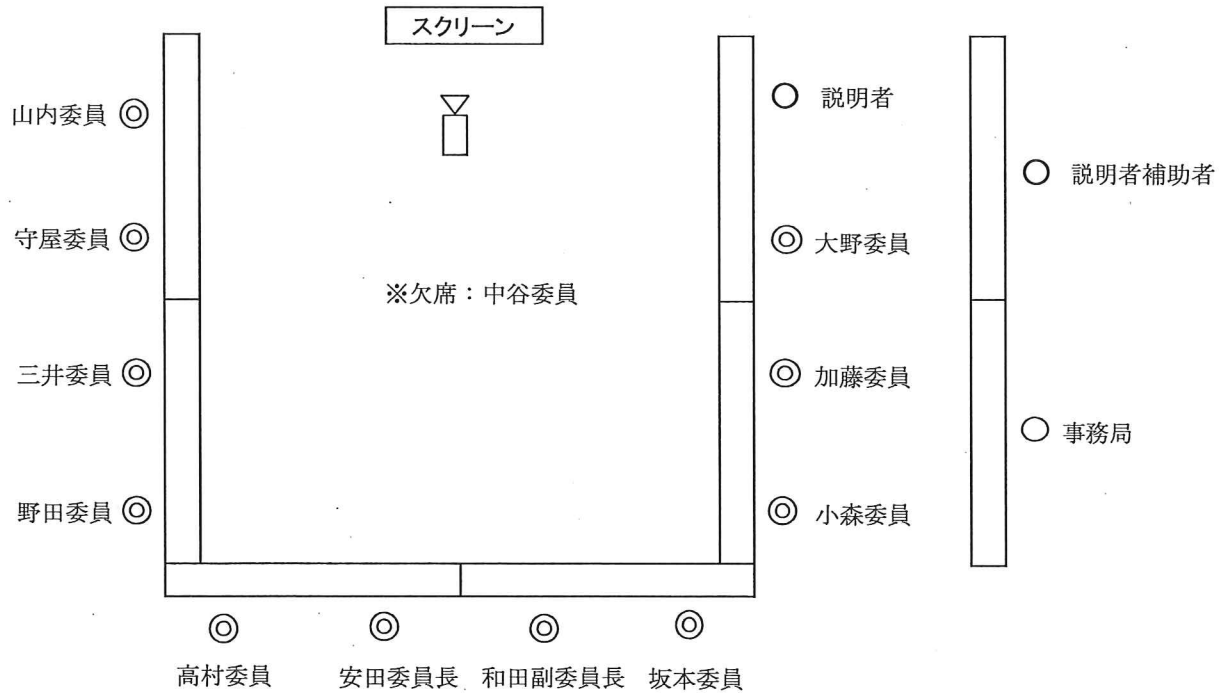 スクリーン
山内委員
説明者
説明者補助者
守屋委員
大野委員
※欠席：中谷委員
三井委員
加藤委員
事務局
野田委員
小森委員
高村委員
安田委員長
和田副委員長
坂本委員